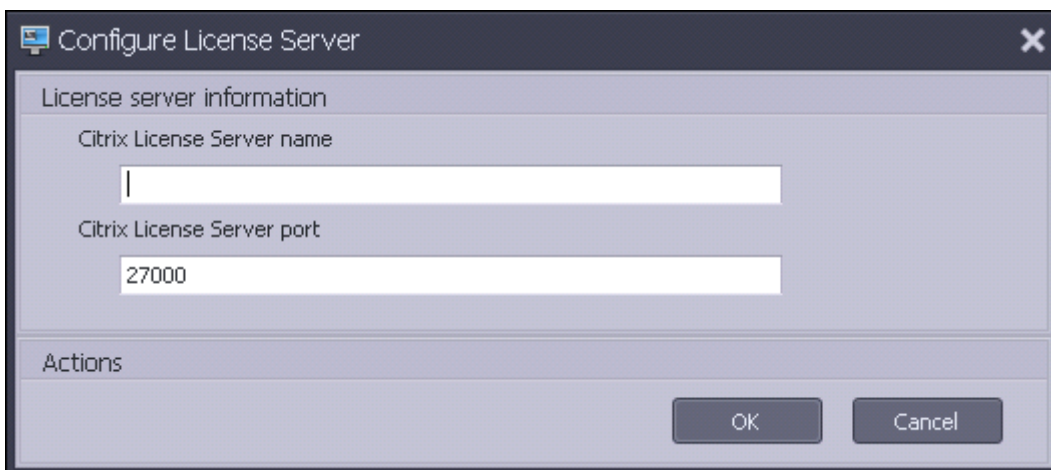 Configure License Server
License server information
Citrix License Server name
Citrix License Server port
27000
Actions
OK
Cancel